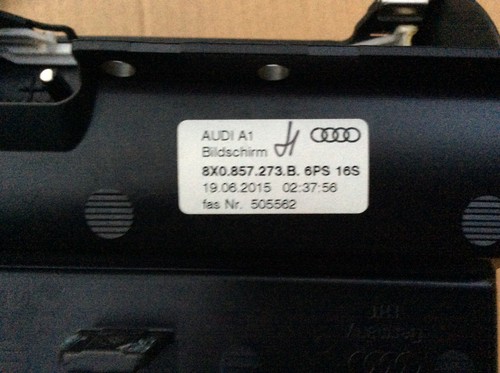 AUDI A1
Bildschirm
8X0.857.273.B. 6PS 16S
19.06.2015 02:37:56
fas Nr. 505562